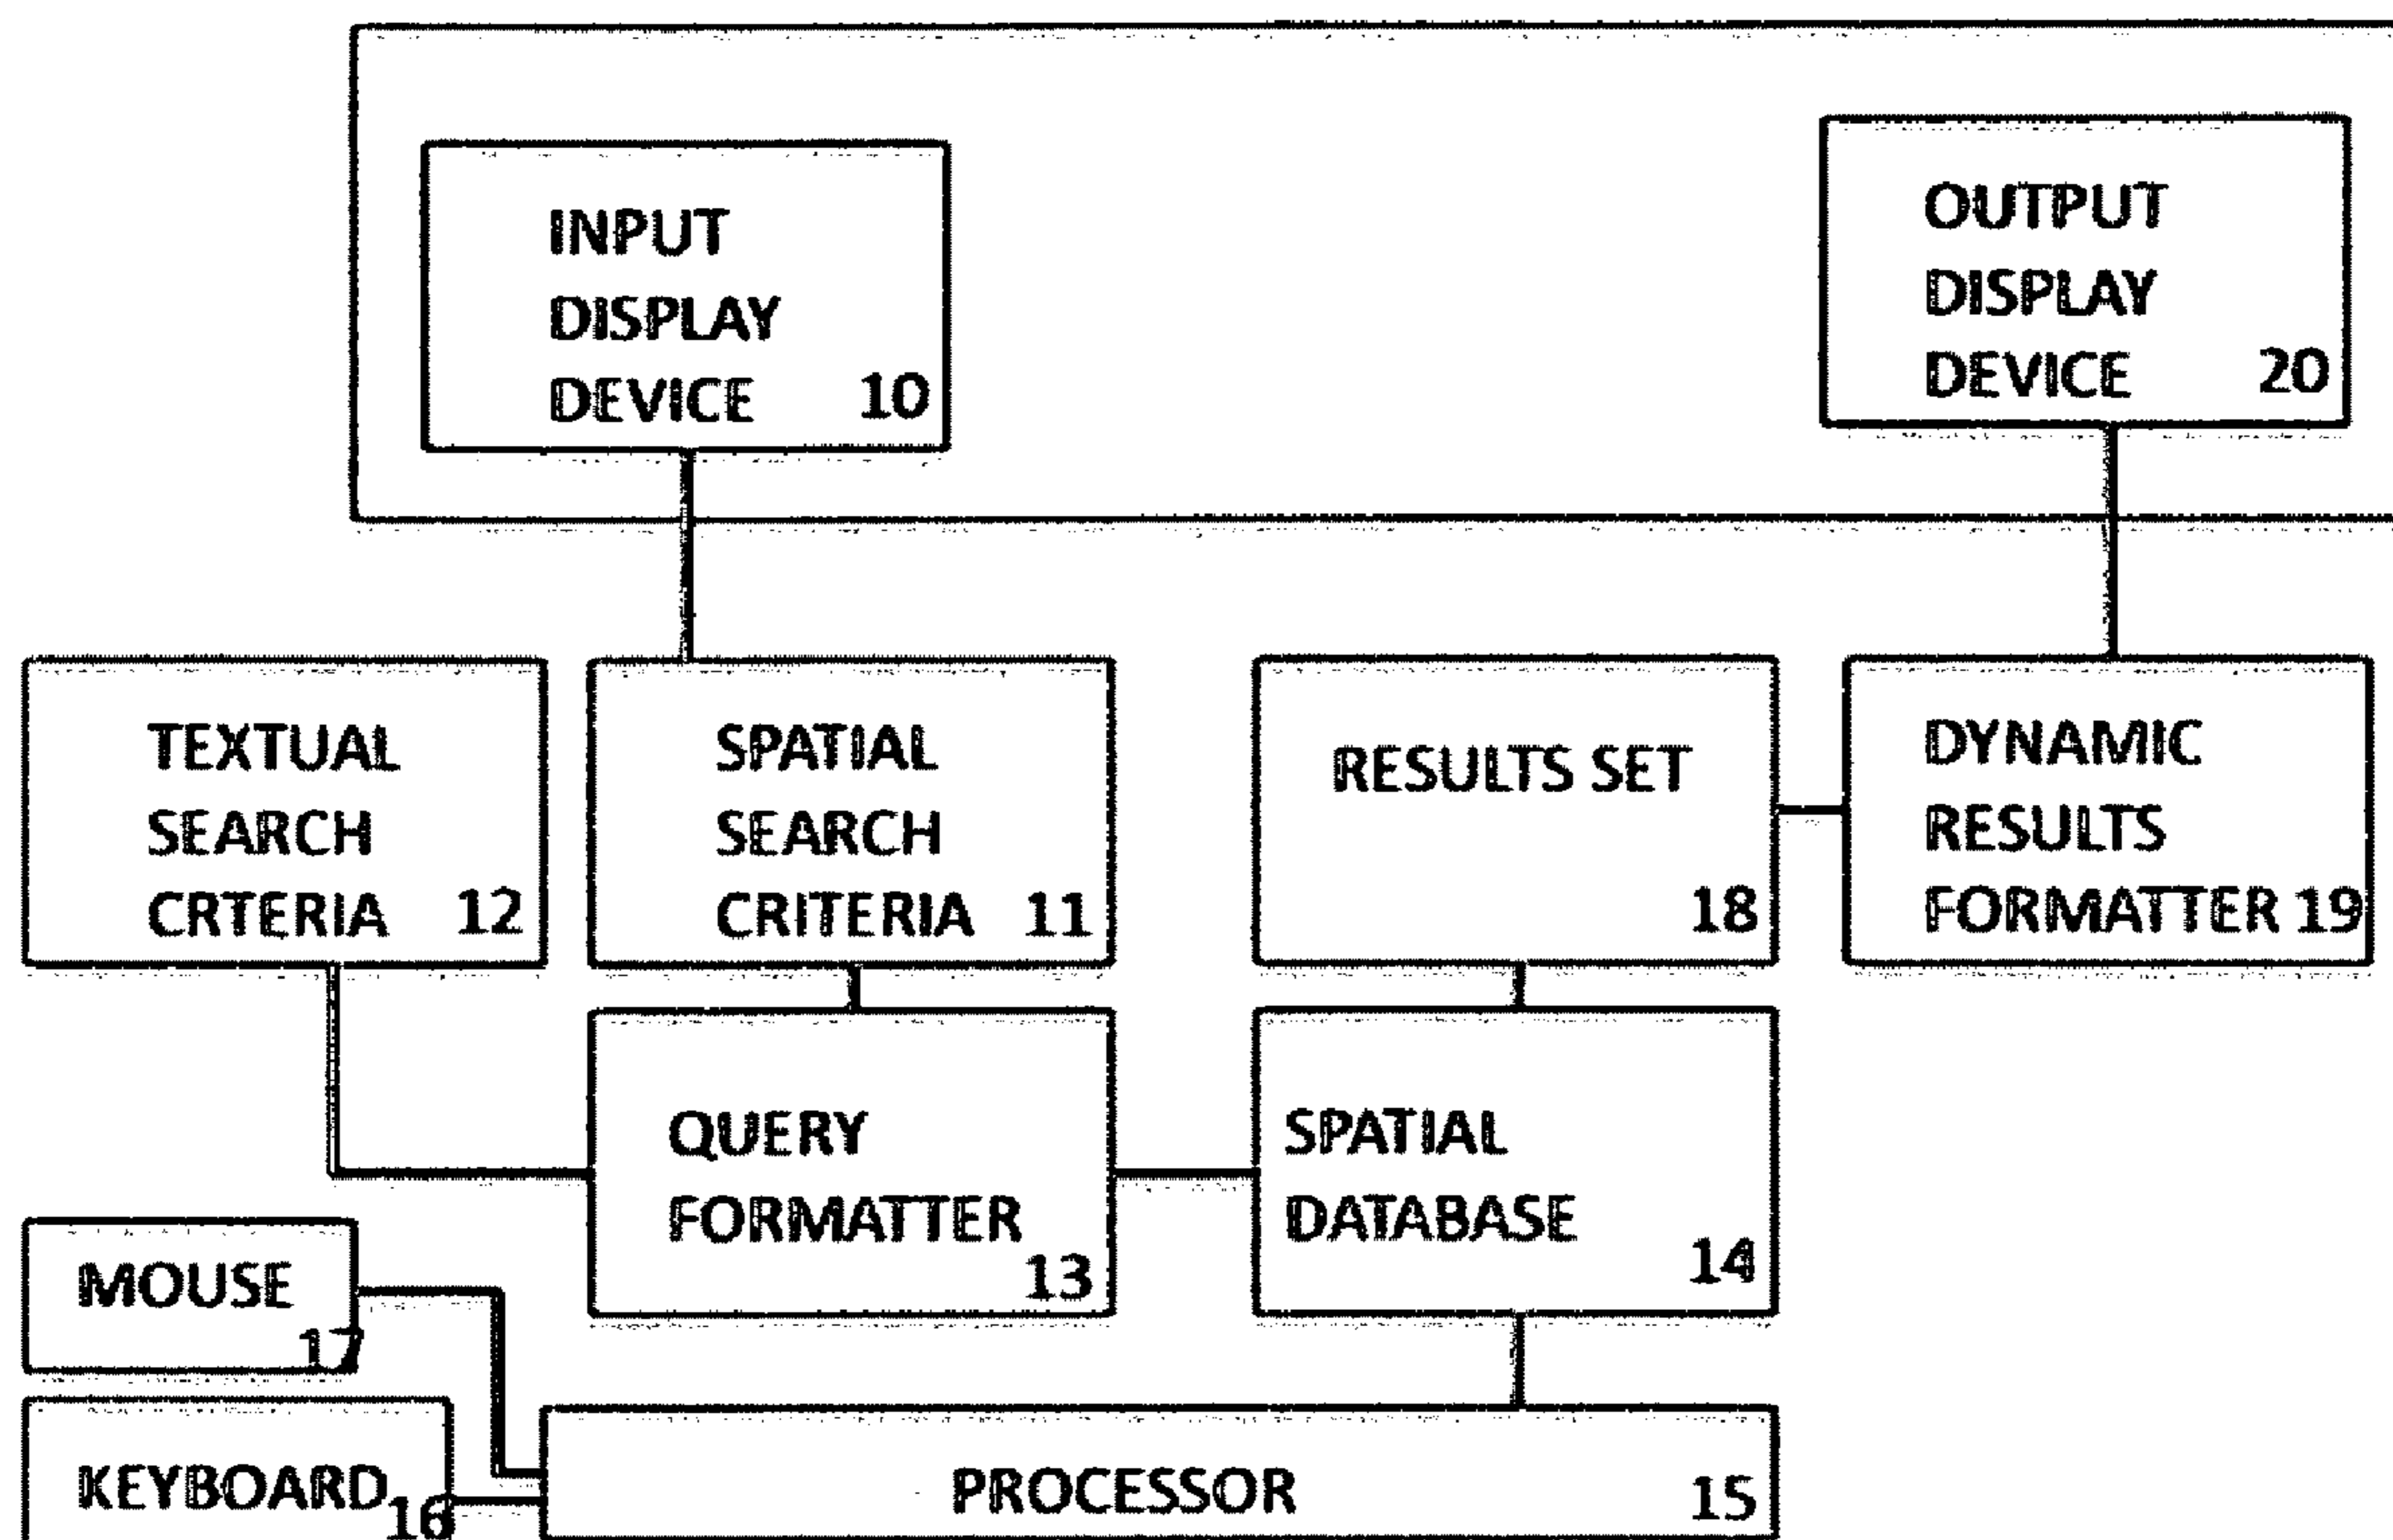 INPUT
DISPLAY
DEVICE 10
OUTPUT
DISPLAY
DEVICE 20
TEXTUAL
SEARCH
CRTERIA 12
SPATIAL
SEARCH
CRITERIA 11
RESULTS SET
18
DYNAMIC
RESULTS
FORMATTER 19
QUERY
FORMATTER
13
SPATIAL
DATABASE
14
MOUSE
17
KEYBOARD
16
PROCESSOR
15